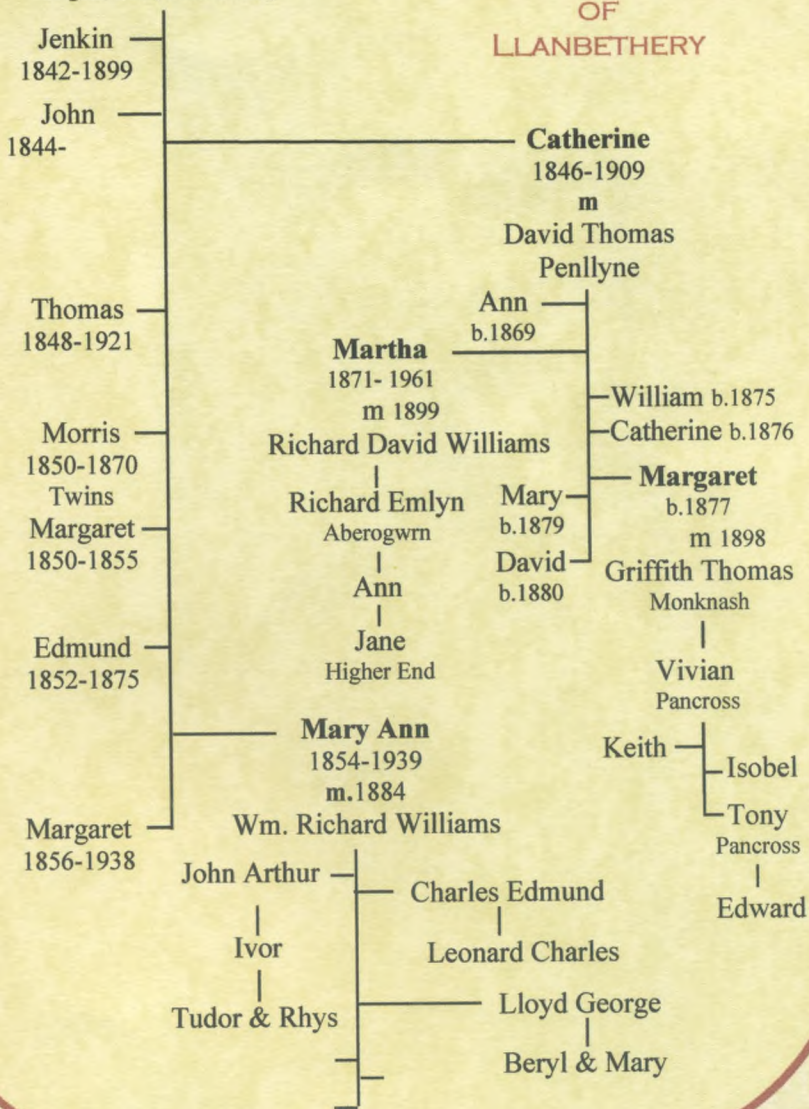 OF
LLANBETHERY
Jenkin
1842-1899
John
1844-
Catherine
1846-1909
m
David Thomas
Penllyne
Thomas
1848-1921
Morris
1850-1870
Twins
Margaret
1850-1855
Edmund
1852-1875
Ann
b.1869
Martha
1871- 1961
m 1899
Richard David Williams
Richard Emlyn
Aberogwrn
Ann
Jane
Higher End
William b.1875
Catherine b.1876
Margaret
b.1877
m 1898
Griffith Thomas
Monknash
Vivian
Pancross
Keith
Isobel
Tony
Pancross
Edward
Mary
b.1879
David
b.1880
Mary Ann
1854-1939
m.1884
Wm. Richard Williams
Margaret
1856-1938
John Arthur
Ivor
Tudor & Rhys
Charles Edmund
Leonard Charles
Lloyd George
Beryl & Mary